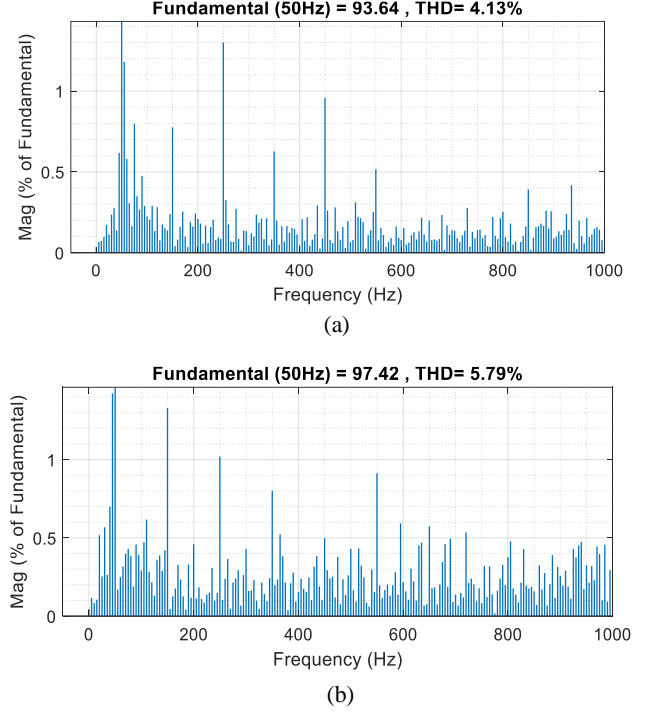 Fundamental (50Hz) = 93.64 , THD= 4.13%
Mag (% of Fundamental)
1
0.5
0
0 200 400 600 800 1000
Frequency (Hz)
(a)
Fundamental (50Hz) = 97.42 , THD= 5.79%
Mag (% of Fundamental)
1
0.5
0
0 200 400 600 800 1000
Frequency (Hz)
(b)